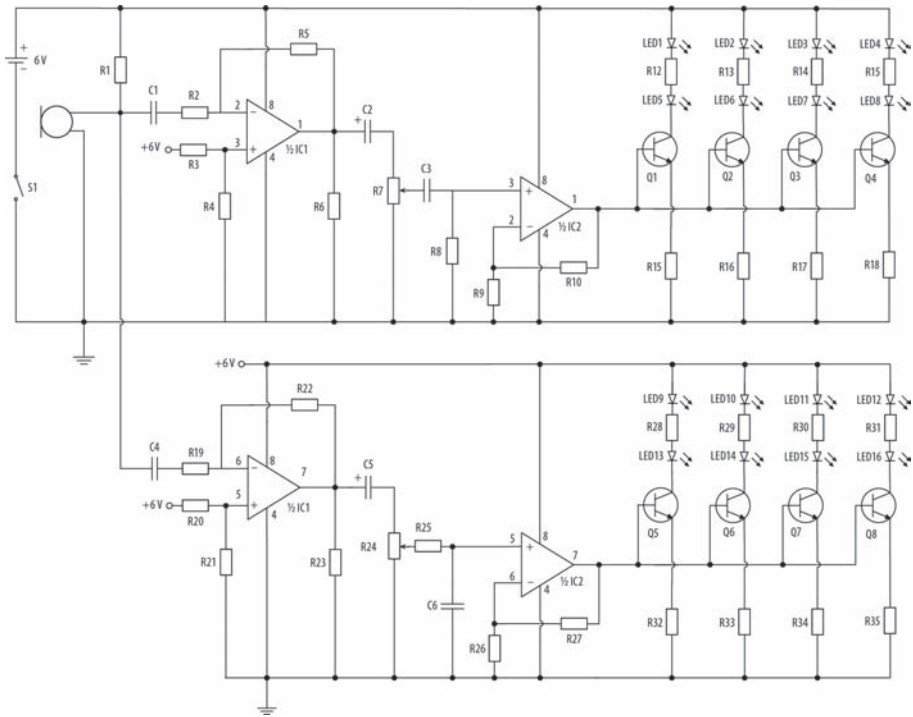 LED1 LED2 LED3 LED4
+ 6V −
R1
R5
R12 R13 R14 R15
C1 R2
2 − 8
1
C2
+
LED5 LED6 LED7 LED8
+6V R3
3 + 4
½ IC1
Q1 Q2 Q3 Q4
S1
R4
R6
R7
C3
3 + 8
1
2 − 4
½ IC2
R8
R9
R10
R15 R16 R17 R18
+6V
R22
LED9 LED10 LED11 LED12
R28 R29 R30 R31
C4 R19
6 − 8
7
C5
+
LED13 LED14 LED15 LED16
+6V R20
5 + 4
½ IC1
Q5 Q6 Q7 Q8
R21
R23
R24
R25
5 + 8
7
6 − 4
½ IC2
C6
R26
R27
R32 R33 R34 R35